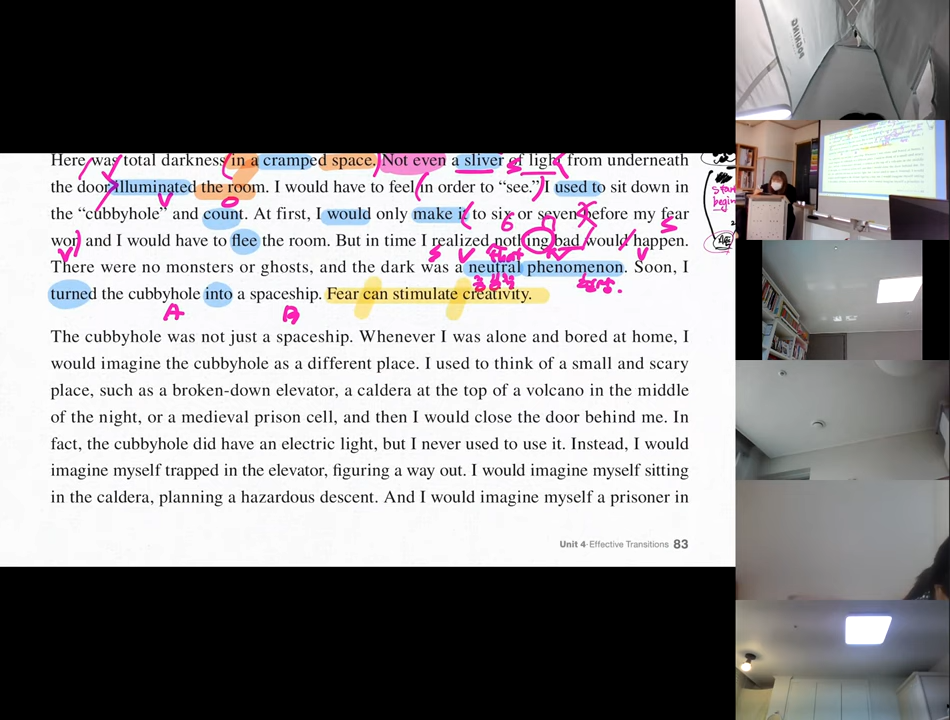 Here was total darkness in a cramped space. Not even a sliver of light from underneath
the door illuminated the room. I would have to feel in order to “see.” I used to sit down in
the “cubbyhole” and count. At first, I would only make it to six or seven before my fear
won and I would have to flee the room. But in time I realized nothing bad would happen.
There were no monsters or ghosts, and the dark was a neutral phenomenon. Soon, I
turned the cubbyhole into a spaceship. Fear can stimulate creativity.
A B
The cubbyhole was not just a spaceship. Whenever I was alone and bored at home, I
would imagine the cubbyhole as a different place. I used to think of a small and scary
place, such as a broken-down elevator, a caldera at the top of a volcano in the middle
of the night, or a medieval prison cell, and then I would close the door behind me. In
fact, the cubbyhole did have an electric light, but I never used to use it. Instead, I would
imagine myself trapped in the elevator, figuring a way out. I would imagine myself sitting
in the caldera, planning a hazardous descent. And I would imagine myself a prisoner in
Unit 4-Effective Transitions 83